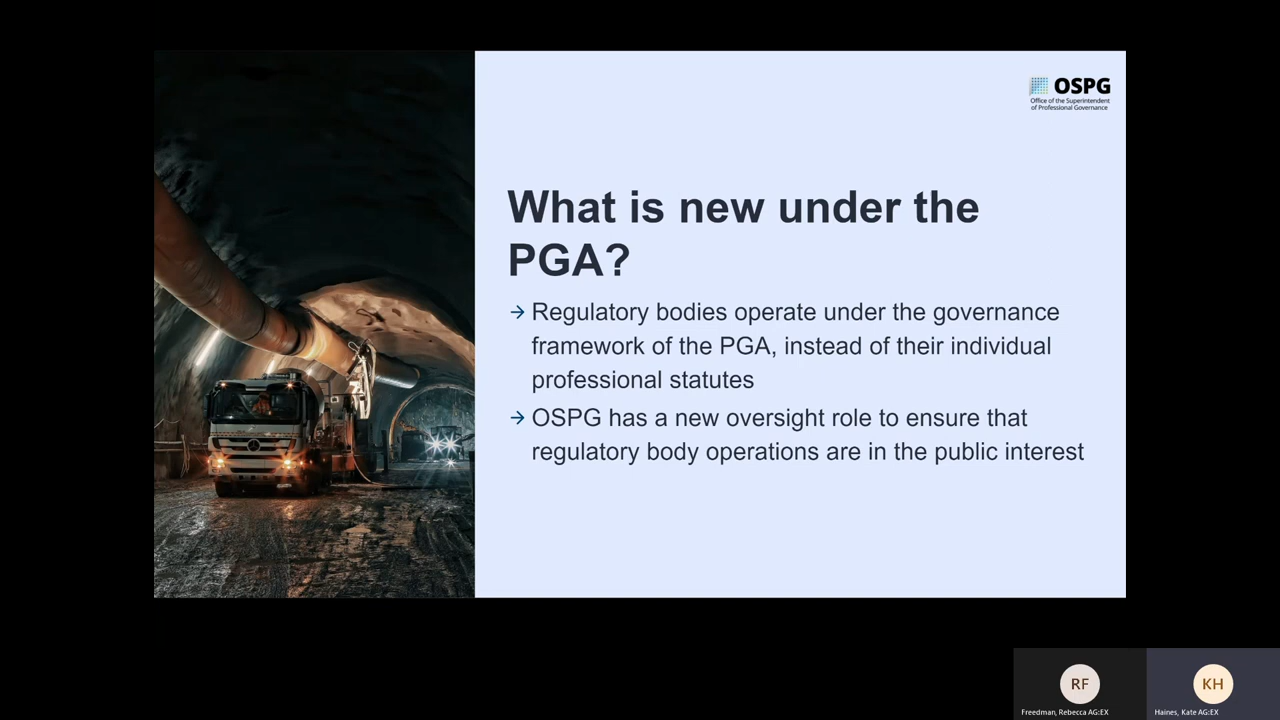 OSPG
Office of the Superintendent
of Professional Governance
What is new under the
PGA?
→ Regulatory bodies operate under the governance
framework of the PGA, instead of their individual
professional statutes
→ OSPG has a new oversight role to ensure that
regulatory body operations are in the public interest
RF
Freedman, Rebecca AG:EX
KH
Haines, Kate AG:EX